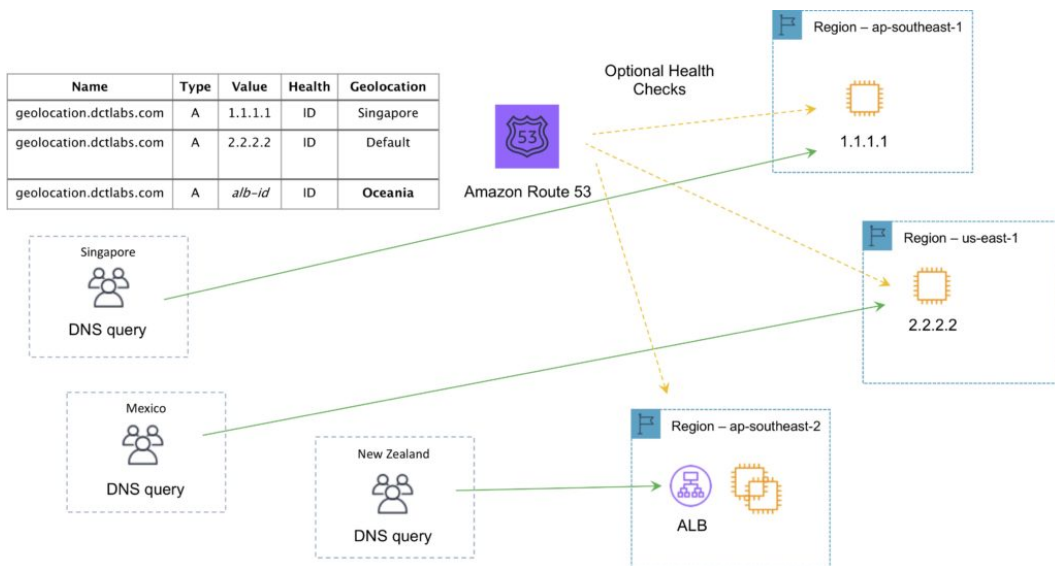 Region – ap-southeast-1
Optional Health
Checks
Name Type Value Health Geolocation
geolocation.dctlabs.com A 1.1.1.1 ID Singapore
geolocation.dctlabs.com A 2.2.2.2 ID Default
geolocation.dctlabs.com A alb-id ID Oceania
53
Amazon Route 53
1.1.1.1
Region – us-east-1
2.2.2.2
Singapore
DNS query
Mexico
DNS query
New Zealand
DNS query
Region – ap-southeast-2
ALB